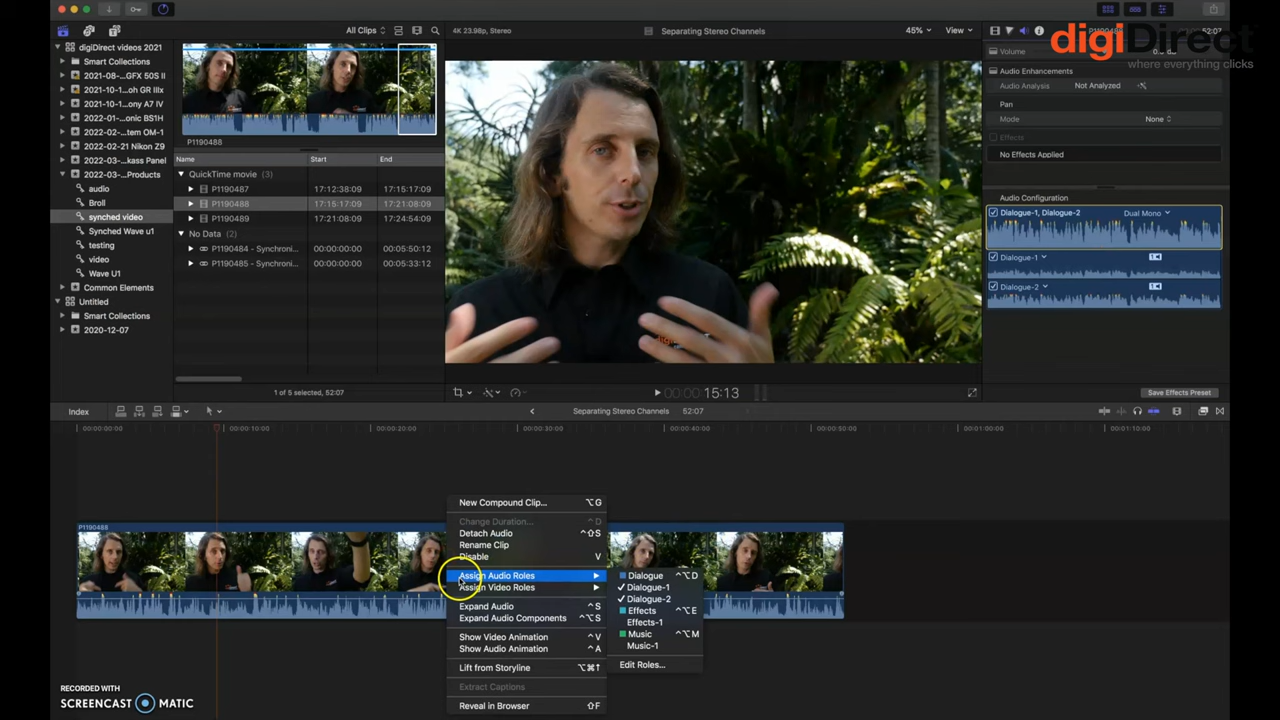 All Clips
4K 23.98p, Stereo
Separating Stereo Channels
45%
View
52:07
digiDirect
where everything clicks
digiDirect videos 2021
Smart Collections
2021-08-...GFX 50S II
2021-10-1...oh GR IIIx
2021-10-1...ony A7 IV
2022-01-...onic BS1H
2022-02-...tem OM-1
2022-02-21 Nikon Z9
2022-03-...kass Panel
2022-03-...Products
audio
Broll
synched video
Synched Wave u1
testing
video
Wave U1
Common Elements
Untitled
Smart Collections
2020-12-07
P1190488
Name
Start
End
QuickTime movie (3)
P1190487 17:12:38:09 17:15:17:09
P1190488 17:15:17:09 17:21:08:09
P1190489 17:21:08:09 17:24:54:09
No Data (2)
P1190484 - Synchroni... 00:00:00:00 00:05:50:12
P1190485 - Synchroni... 00:00:00:00 00:05:33:12
1 of 5 selected, 52:07
00:00:00 15:13
Volume
Audio Enhancements
Audio Analysis Not Analyzed
Pan
Mode None
Effects
No Effects Applied
Audio Configuration
Dialogue-1, Dialogue-2 Dual Mono
Dialogue-1
Dialogue-2
Save Effects Preset
Index
Separating Stereo Channels 52:07
00:00:00:00
00:00:10:00
00:00:20:00
00:00:30:00
00:00:40:00
00:00:50:00
00:01:00:00
00:01:10:00
P1190488
New Compound Clip... ⌥G
Change Duration... ^D
Detach Audio ^⇧S
Rename Clip
Disable V
Assign Audio Roles
Assign Video Roles
Expand Audio ^S
Expand Audio Components ^⌥S
Show Video Animation ^V
Show Audio Animation ^A
Lift from Storyline ⌥⌘↑
Extract Captions
Reveal in Browser ⇧F
Dialogue ^⌥D
✓ Dialogue-1
✓ Dialogue-2
Effects ^⌥E
Effects-1
Music ^⌥M
Music-1
Edit Roles...
RECORDED WITH
SCREENCAST MATIC